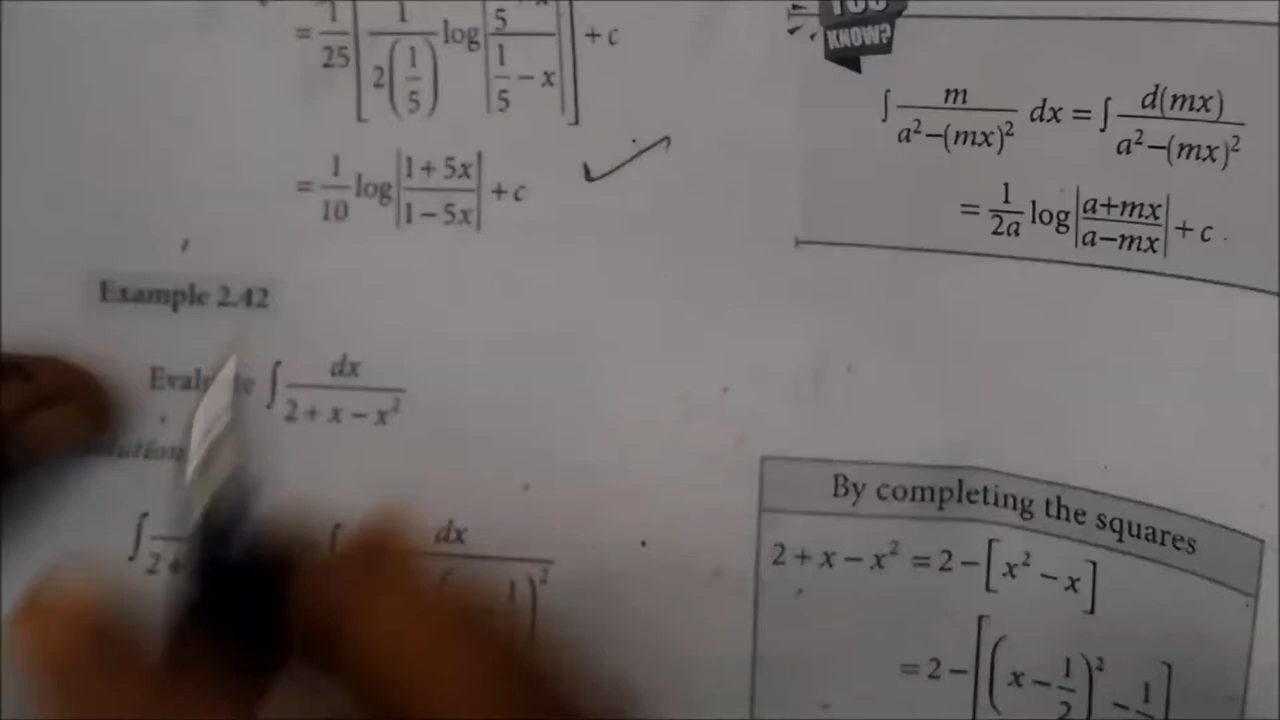 = 1/25 [ 1/(2(1/5)) log | 5 / (1/5 − x) | ] + c
= 1/10 log | (1 + 5x)/(1 − 5x) | + c
Example 2.42
∫ dx/(2 + x − x²)
∫ dx
2 +
KNOW?
∫ m/(a²−(mx)²) dx = ∫ d(mx)/(a²−(mx)²)
= 1/2a log | (a+mx)/(a−mx) | + c .
By completing the squares
2 + x − x² = 2 − [x² − x]
= 2 − [(x − 1/2)² − 1